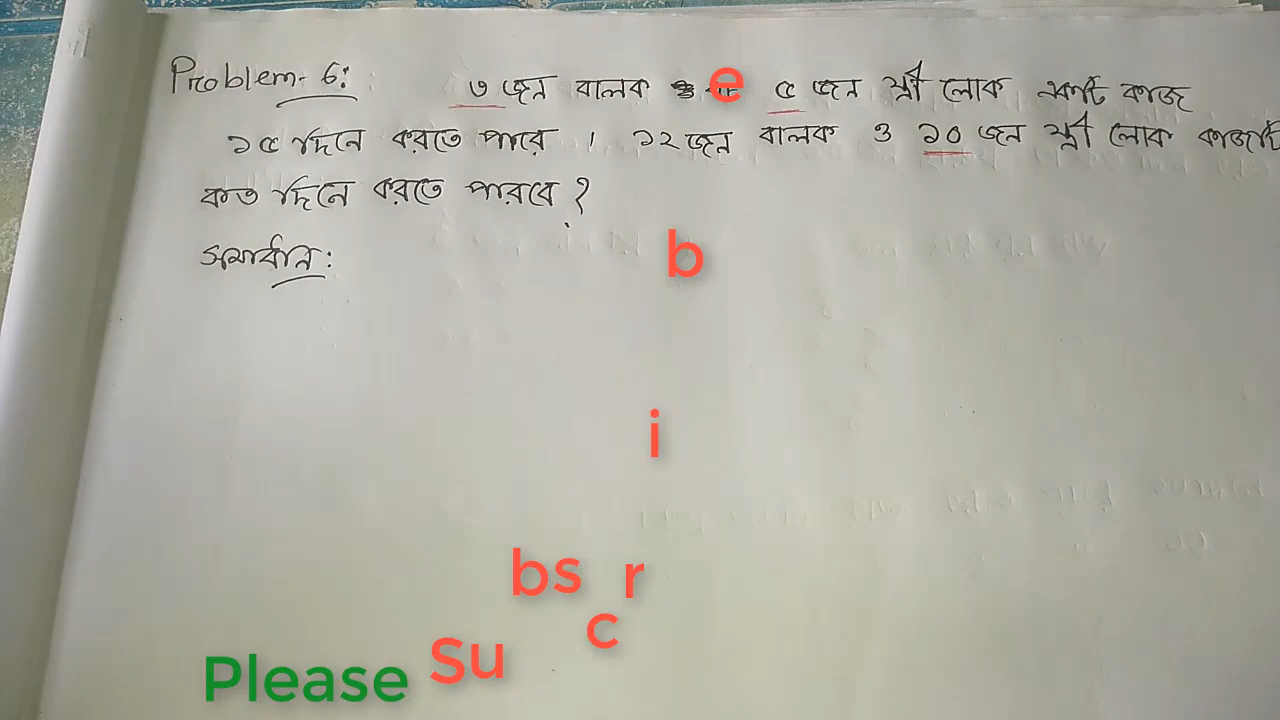 Problem- 6: ৩ জন বালক ৫ জন স্ত্রী লোক একটি কাজ
১৫ দিনে করতে পারে । ১২ জন বালক ও ১০ জন স্ত্রী লোক কাজটি
কত দিনে করতে পারবে ?
সমাধান:
e
b
i
bs r
c
Please Su